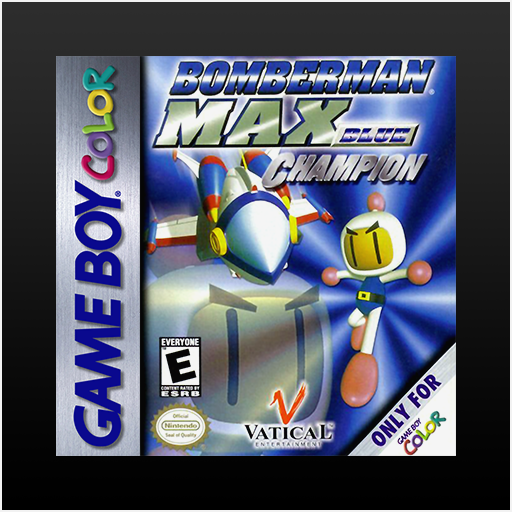 GAME BOY COLOR
BOMBERMAN
MAX BLUE
CHAMPION
EVERYONE
E
CONTENT RATED BY
ESRB
Official
Nintendo
Seal of Quality
VATICAL
ENTERTAINMENT
ONLY FOR
GAME BOY
COLOR